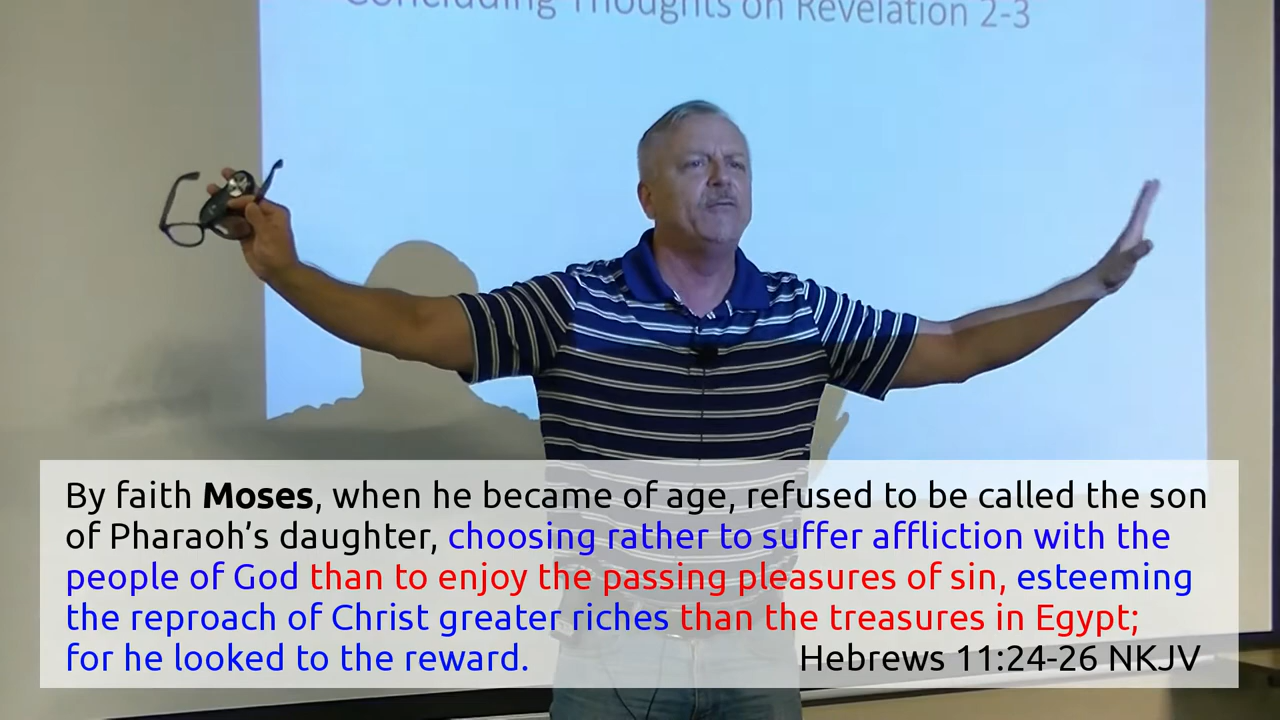 Concluding Thoughts on Revelation 2-3
By faith Moses, when he became of age, refused to be called the son
of Pharaoh’s daughter, choosing rather to suffer affliction with the
people of God than to enjoy the passing pleasures of sin, esteeming
the reproach of Christ greater riches than the treasures in Egypt;
for he looked to the reward. Hebrews 11:24-26 NKJV